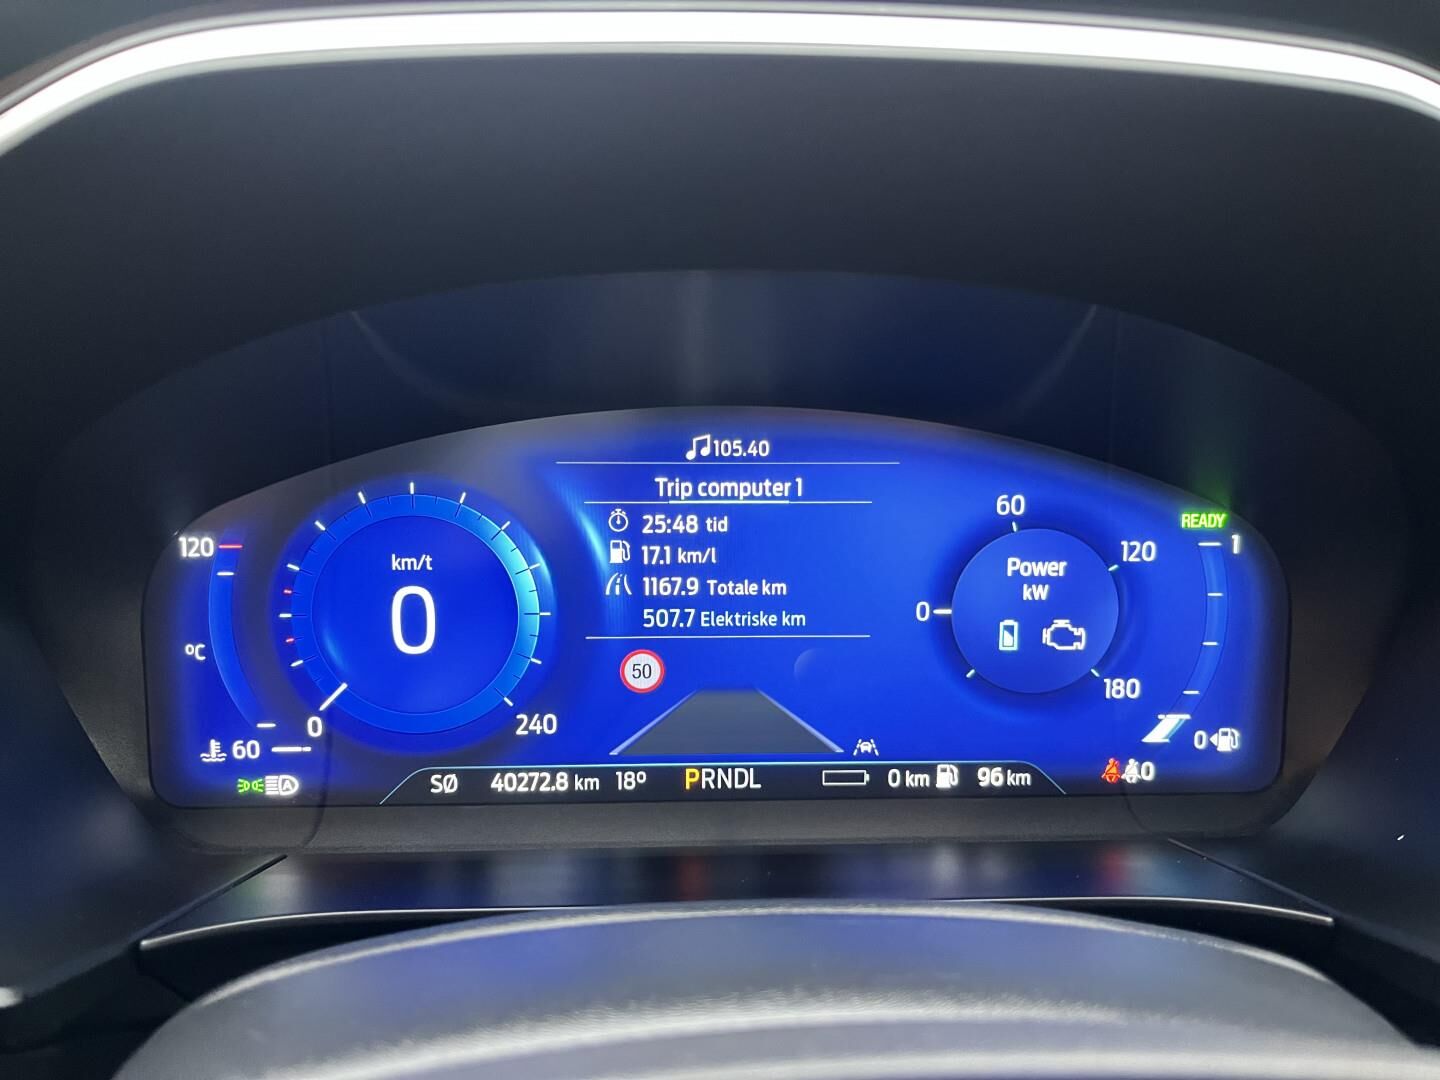 105.40
Trip computer 1
25:48 tid
17.1 km/l
1167.9 Totale km
507.7 Elektriske km
50
120
°C
60
km/t
0
0
240
Power
kW
0
60
120
180
READY
1
0
A
SØ 40272.8 km 18° PRNDL 0 km 96 km
0